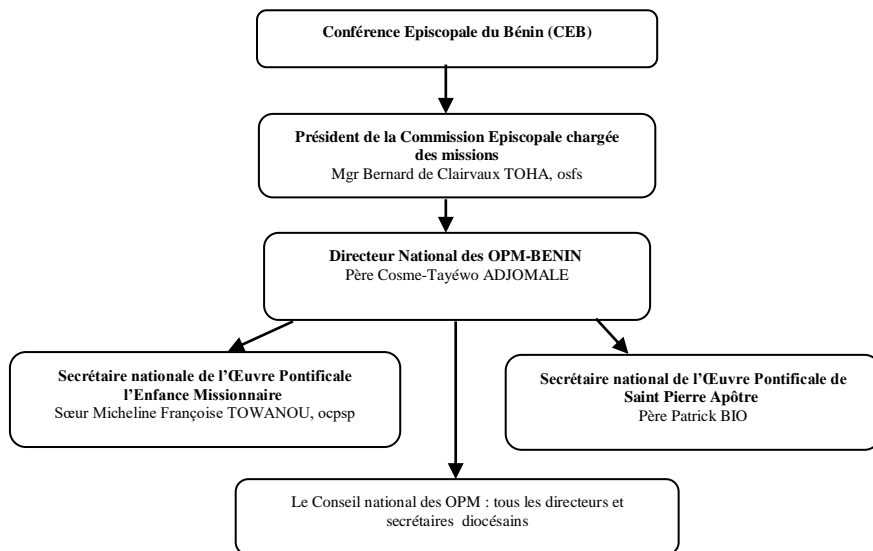 Conférence Episcopale du Bénin (CEB)
Président de la Commission Episcopale chargée
des missions
Mgr Bernard de Clairvaux TOHA, osfs
Directeur National des OPM-BENIN
Père Cosme-Tayéwo ADJOMALE
Secrétaire nationale de l’Œuvre Pontificale
l’Enfance Missionnaire
Sœur Micheline Françoise TOWANOU, ocpsp
Secrétaire national de l’Œuvre Pontificale de
Saint Pierre Apôtre
Père Patrick BIO
Le Conseil national des OPM : tous les directeurs et
secrétaires diocésains